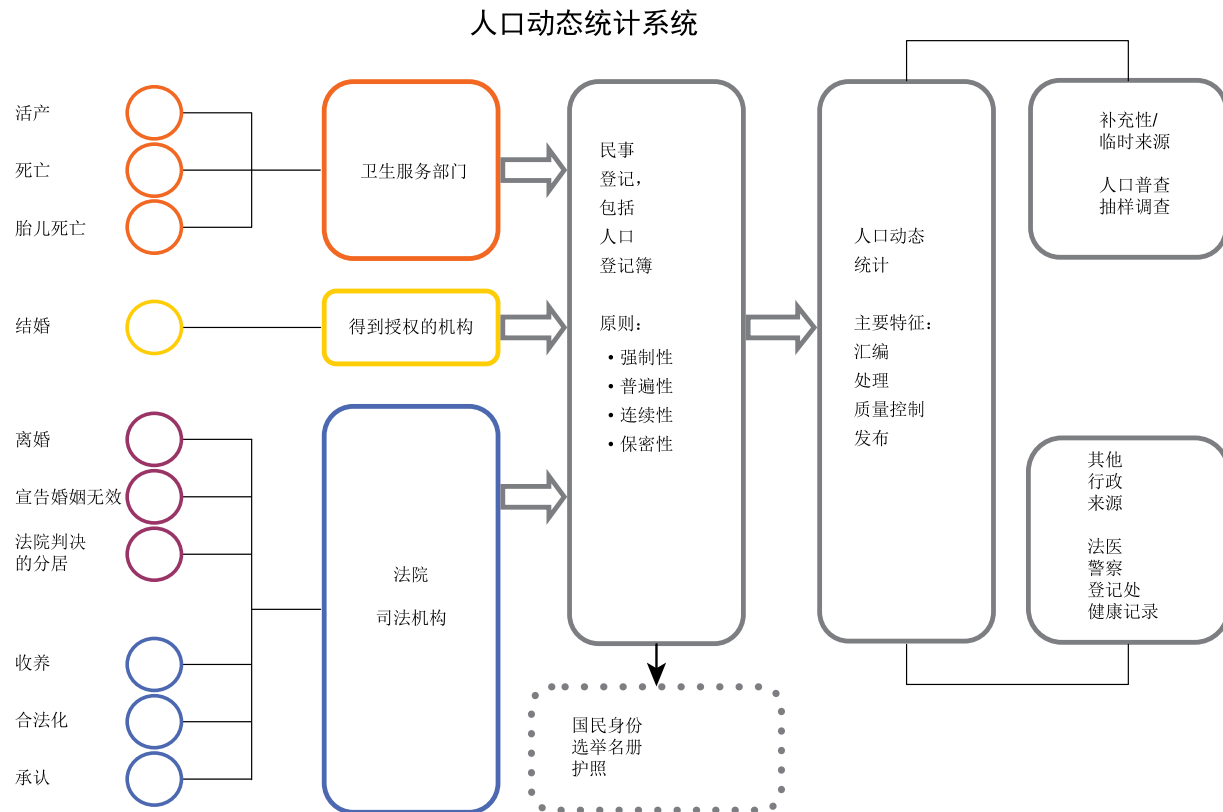 人口动态统计系统
活产
死亡
胎儿死亡
结婚
离婚
宣告婚姻无效
法院判决
的分居
收养
合法化
承认
卫生服务部门
得到授权的机构
法院
司法机构
民事
登记，
包括
人口
登记簿
原则：
• 强制性
• 普遍性
• 连续性
• 保密性
国民身份
选举名册
护照
人口动态
统计
主要特征：
汇编
处理
质量控制
发布
补充性/
临时来源
人口普查
抽样调查
其他
行政
来源
法医
警察
登记处
健康记录